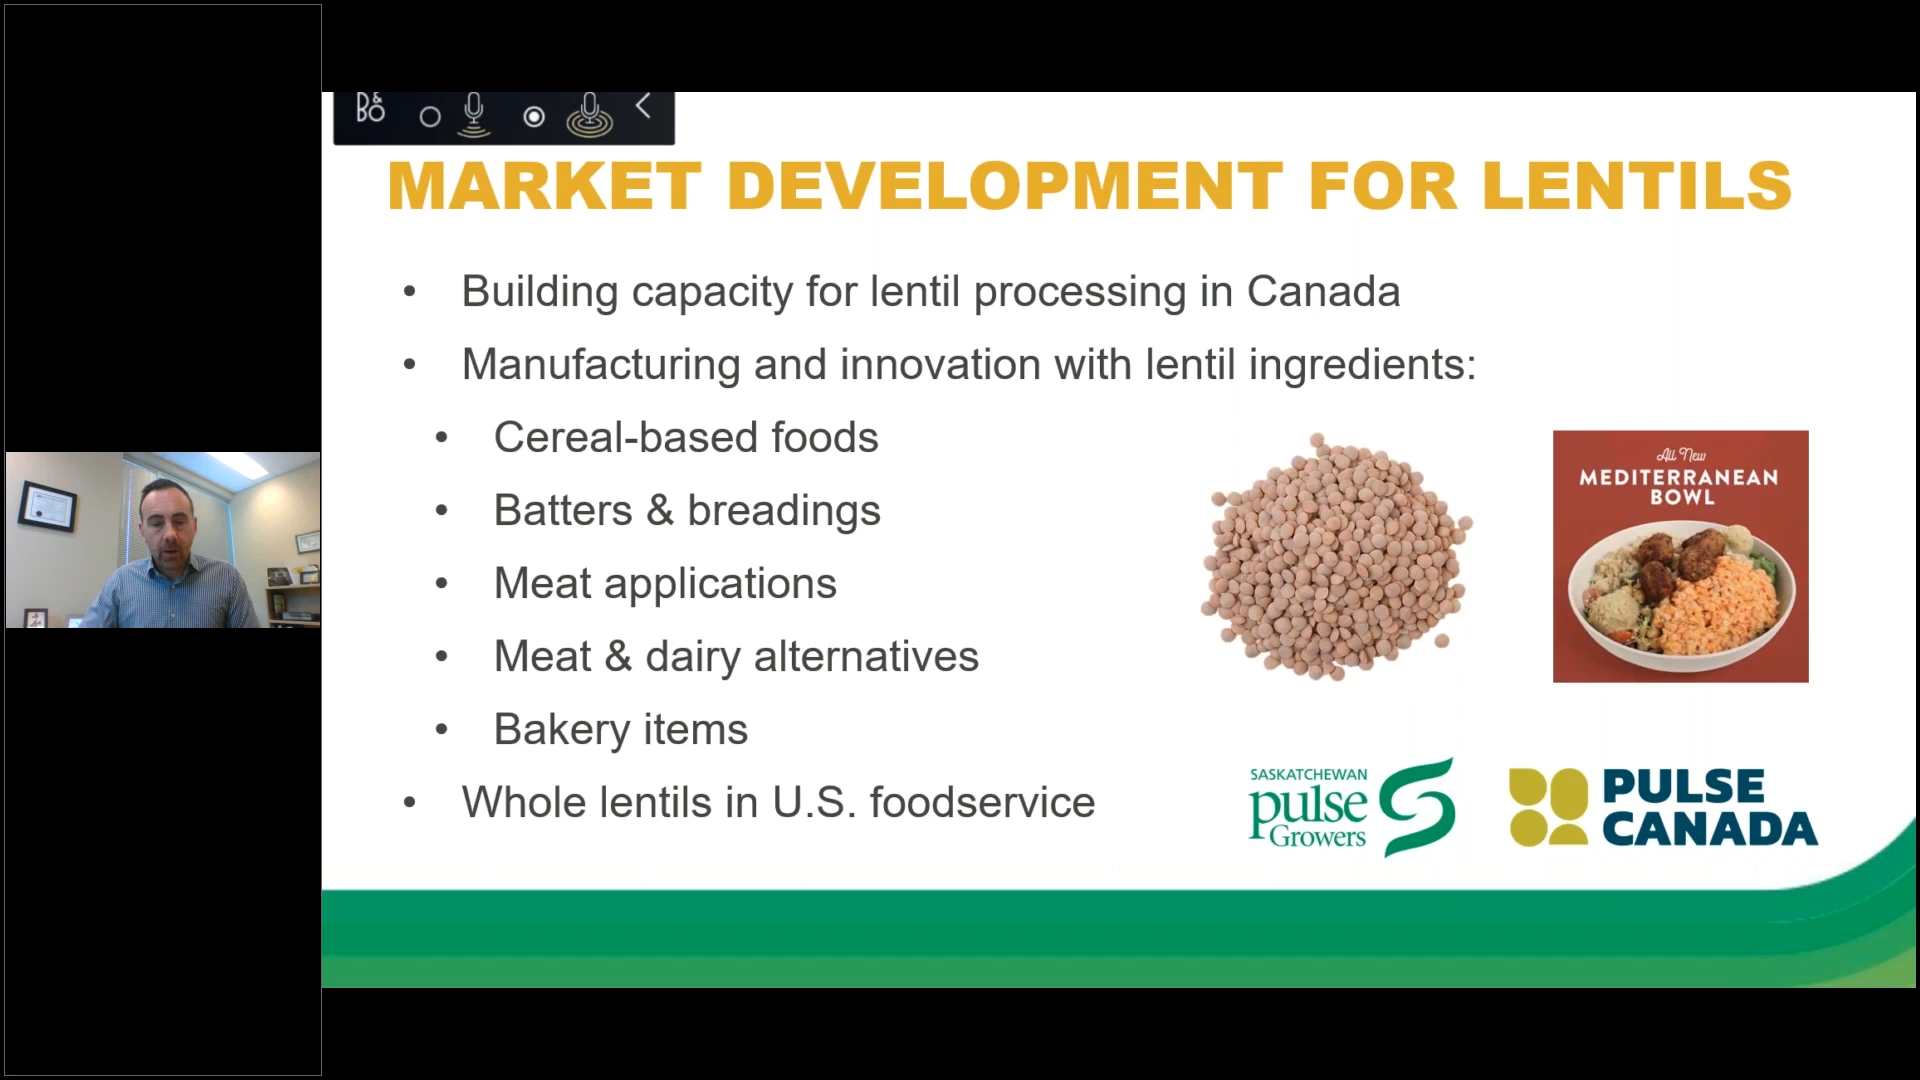 B&
BO
MARKET DEVELOPMENT FOR LENTILS
• Building capacity for lentil processing in Canada
• Manufacturing and innovation with lentil ingredients:
• Cereal-based foods
• Batters & breadings
• Meat applications
• Meat & dairy alternatives
• Bakery items
• Whole lentils in U.S. foodservice
All New
MEDITERRANEAN
BOWL
SASKATCHEWAN
pulse
Growers
PULSE
CANADA